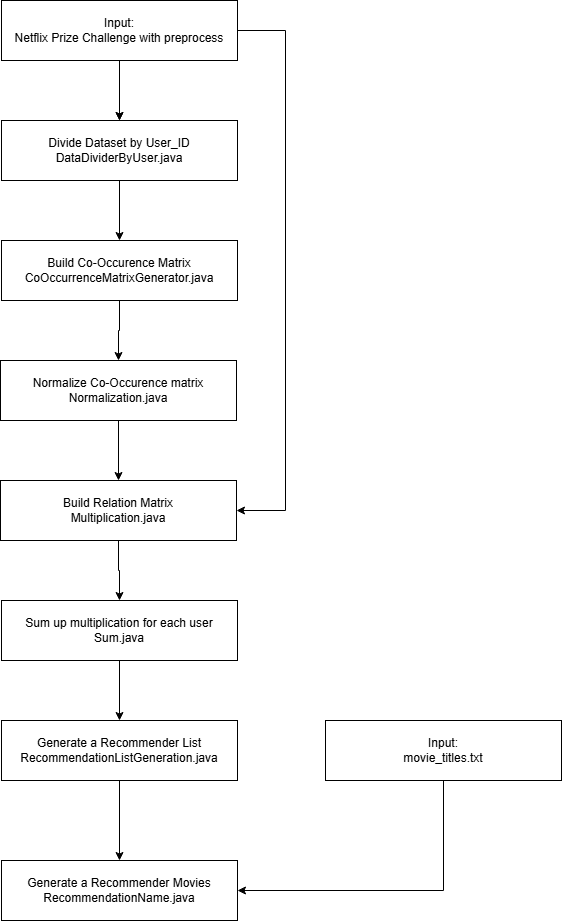 Input:
Netflix Prize Challenge with preprocess
Divide Dataset by User_ID
DataDividerByUser.java
Build Co-Occurence Matrix
CoOccurrenceMatrixGenerator.java
Normalize Co-Occurence matrix
Normalization.java
Build Relation Matrix
Multiplication.java
Sum up multiplication for each user
Sum.java
Generate a Recommender List
RecommendationListGeneration.java
Input:
movie_titles.txt
Generate a Recommender Movies
RecommendationName.java